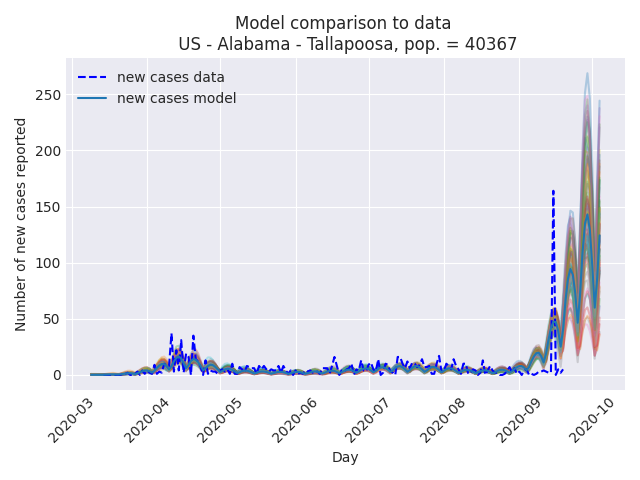 Model comparison to data
US - Alabama - Tallapoosa, pop. = 40367
new cases data
new cases model
Number of new cases reported
250
200
150
100
50
0
2020-03
2020-04
2020-05
2020-06
2020-07
2020-08
2020-09
2020-10
Day